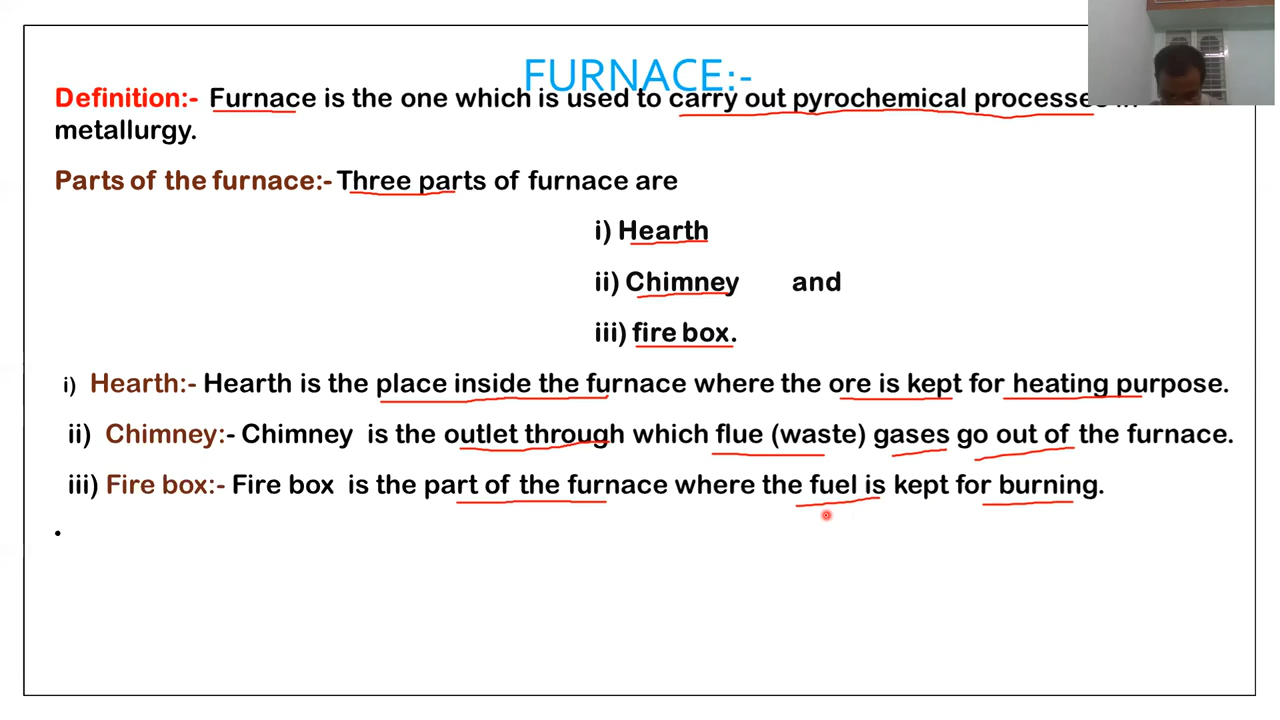 FURNACE:-
Definition:- Furnace is the one which is used to carry out pyrochemical processes in
metallurgy.
Parts of the furnace:- Three parts of furnace are
i) Hearth
ii) Chimney and
iii) fire box.
i) Hearth:- Hearth is the place inside the furnace where the ore is kept for heating purpose.
ii) Chimney:- Chimney is the outlet through which flue (waste) gases go out of the furnace.
iii) Fire box:- Fire box is the part of the furnace where the fuel is kept for burning.